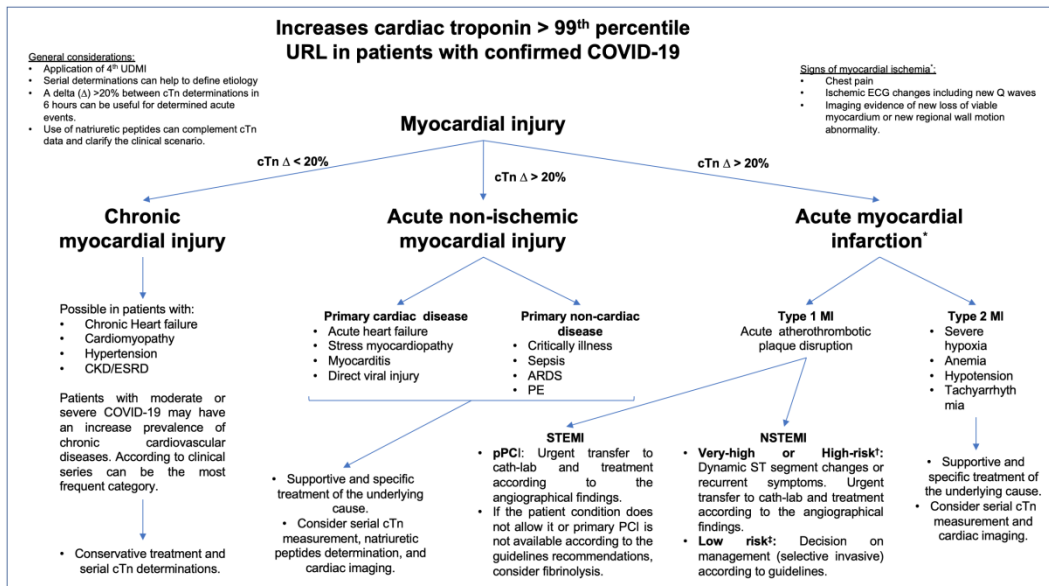 Increases cardiac troponin > 99th percentile
URL in patients with confirmed COVID-19
General considerations:
• Application of 4th UDMI
• Serial determinations can help to define etiology
• A delta (Δ) >20% between cTn determinations in
6 hours can be useful for determined acute
events.
• Use of natriuretic peptides can complement cTn
data and clarify the clinical scenario.
Signs of myocardial ischemia*:
• Chest pain
• Ischemic ECG changes including new Q waves
• Imaging evidence of new loss of viable
myocardium or new regional wall motion
abnormality.
Myocardial injury
cTn Δ < 20%
cTn Δ > 20%
cTn Δ > 20%
Chronic
myocardial injury
Possible in patients with:
• Chronic Heart failure
• Cardiomyopathy
• Hypertension
• CKD/ESRD
Patients with moderate or
severe COVID-19 may have
an increase prevalence of
chronic cardiovascular
diseases. According to clinical
series can be the most
frequent category.
• Conservative treatment and
serial cTn determinations.
Acute non-ischemic
myocardial injury
Primary cardiac disease
• Acute heart failure
• Stress myocardiopathy
• Myocarditis
• Direct viral injury
Primary non-cardiac
disease
• Critically illness
• Sepsis
• ARDS
• PE
• Supportive and specific
treatment of the underlying
cause.
• Consider serial cTn
measurement, natriuretic
peptides determination, and
cardiac imaging.
Acute myocardial
infarction*
Type 1 MI
Acute atherothrombotic
plaque disruption
STEMI
• pPCI: Urgent transfer to
cath-lab and treatment
according to the
angiographical findings.
• If the patient condition does
not allow it or primary PCI is
not available according to the
guidelines recommendations,
consider fibrinolysis.
NSTEMI
• Very-high or High-risk†:
Dynamic ST segment changes or
recurrent symptoms. Urgent
transfer to cath-lab and treatment
according to the angiographical
findings.
• Low risk‡: Decision on
management (selective invasive)
according to guidelines.
Type 2 MI
• Severe
hypoxia
• Anemia
• Hypotension
• Tachyarrhyth
mia
• Supportive and
specific treatment of
the underlying cause.
• Consider serial cTn
measurement and
cardiac imaging.